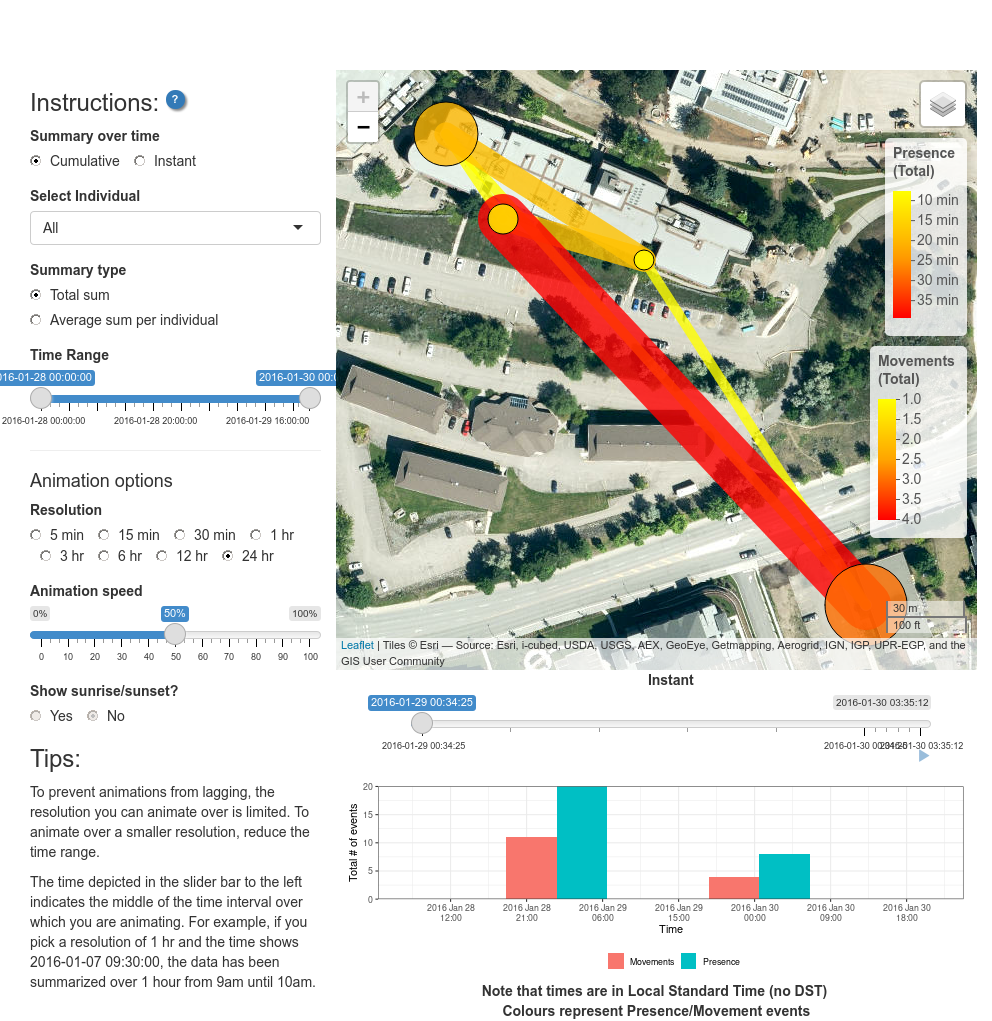 Instructions: ?
Summary over time
Cumulative Instant
Select Individual
All
Summary type
Total sum
Average sum per individual
Time Range
016-01-28 00:00:00 2016-01-30 00:0
2016-01-28 00:00:00 2016-01-28 20:00:00 2016-01-29 16:00:00
Animation options
Resolution
5 min 15 min 30 min 1 hr
3 hr 6 hr 12 hr 24 hr
Animation speed
0% 50% 100%
0 10 20 30 40 50 60 70 80 90 100
Show sunrise/sunset?
Yes No
Tips:
To prevent animations from lagging, the
resolution you can animate over is limited. To
animate over a smaller resolution, reduce the
time range.
The time depicted in the slider bar to the left
indicates the middle of the time interval over
which you are animating. For example, if you
pick a resolution of 1 hr and the time shows
2016-01-07 09:30:00, the data has been
summarized over 1 hour from 9am until 10am.
+
−
Presence
(Total)
10 min
15 min
20 min
25 min
30 min
35 min
Movements
(Total)
1.0
1.5
2.0
2.5
3.0
3.5
4.0
30 m
100 ft
Leaflet | Tiles © Esri — Source: Esri, i-cubed, USDA, USGS, AEX, GeoEye, Getmapping, Aerogrid, IGN, IGP, UPR-EGP, and the
GIS User Community
Instant
2016-01-29 00:34:25 2016-01-30 03:35:12
2016-01-29 00:34:25 2016-01-30 00:34:25 2016-01-30 03:35:12
Total # of events
20
15
10
5
0
2016 Jan 28 2016 Jan 28 2016 Jan 29 2016 Jan 29 2016 Jan 30 2016 Jan 30 2016 Jan 30
12:00 21:00 06:00 15:00 00:00 09:00 18:00
Time
Movements Presence
Note that times are in Local Standard Time (no DST)
Colours represent Presence/Movement events